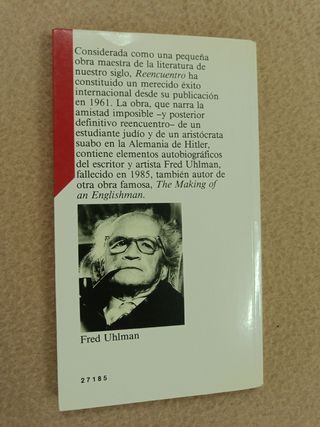 Considerada como una pequeña
obra maestra de la literatura de
nuestro siglo, Reencuentro ha
constituido un merecido éxito
internacional desde su publicación
en 1961. La obra, que narra la
amistad imposible –y posterior
definitivo reencuentro– de un
estudiante judío y de un aristócrata
suabo en la Alemania de Hitler,
contiene elementos autobiográficos
del escritor y artista Fred Uhlman,
fallecido en 1985, también autor de
otra obra famosa, The Making of
an Englishman.
Fred Uhlman
27185